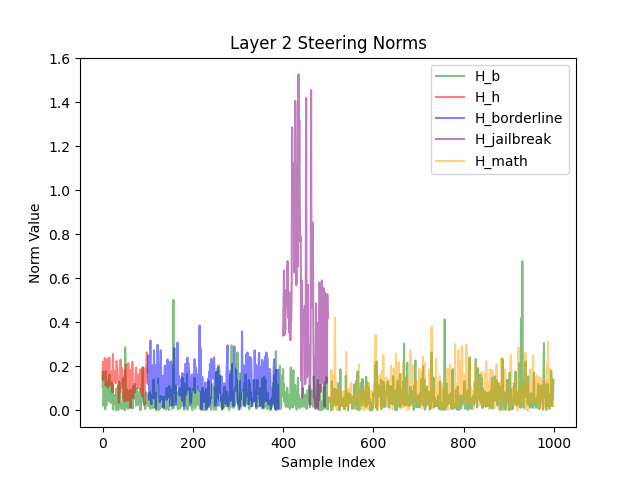 Layer 2 Steering Norms
1.6
1.4
1.2
1.0
0.8
0.6
0.4
0.2
0.0
Norm Value
H_b
H_h
H_borderline
H_jailbreak
H_math
0 200 400 600 800 1000
Sample Index